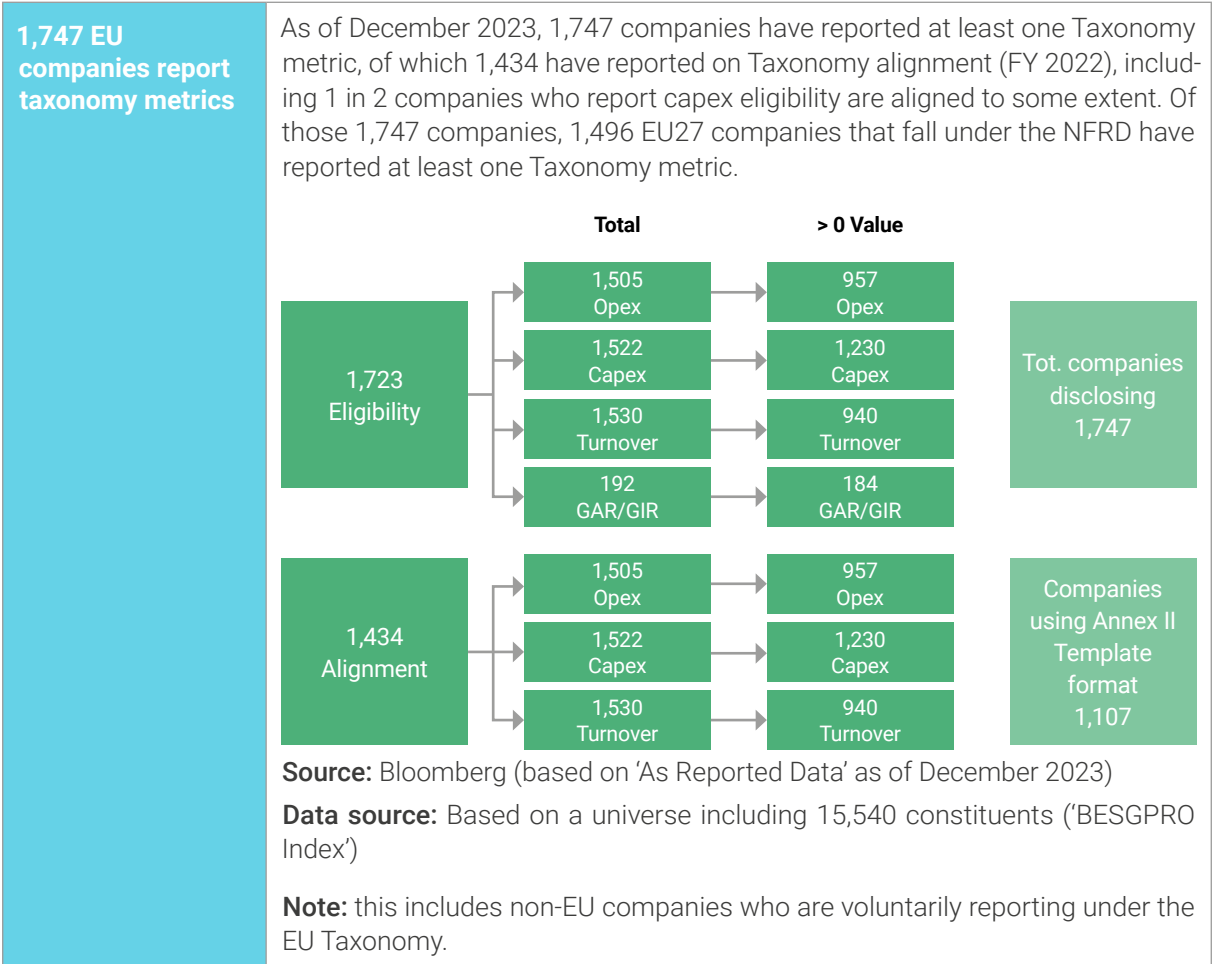 1,747 EU
companies report
taxonomy metrics
As of December 2023, 1,747 companies have reported at least one Taxonomy
metric, of which 1,434 have reported on Taxonomy alignment (FY 2022), includ-
ing 1 in 2 companies who report capex eligibility are aligned to some extent. Of
those 1,747 companies, 1,496 EU27 companies that fall under the NFRD have
reported at least one Taxonomy metric.
Total
> 0 Value
1,723
Eligibility
1,505
Opex
957
Opex
1,522
Capex
1,230
Capex
1,530
Turnover
940
Turnover
192
GAR/GIR
184
GAR/GIR
Tot. companies
disclosing
1,747
1,434
Alignment
1,505
Opex
957
Opex
1,522
Capex
1,230
Capex
1,530
Turnover
940
Turnover
Companies
using Annex II
Template
format
1,107
Source: Bloomberg (based on ‘As Reported Data’ as of December 2023)
Data source: Based on a universe including 15,540 constituents (‘BESGPRO
Index’)
Note: this includes non-EU companies who are voluntarily reporting under the
EU Taxonomy.